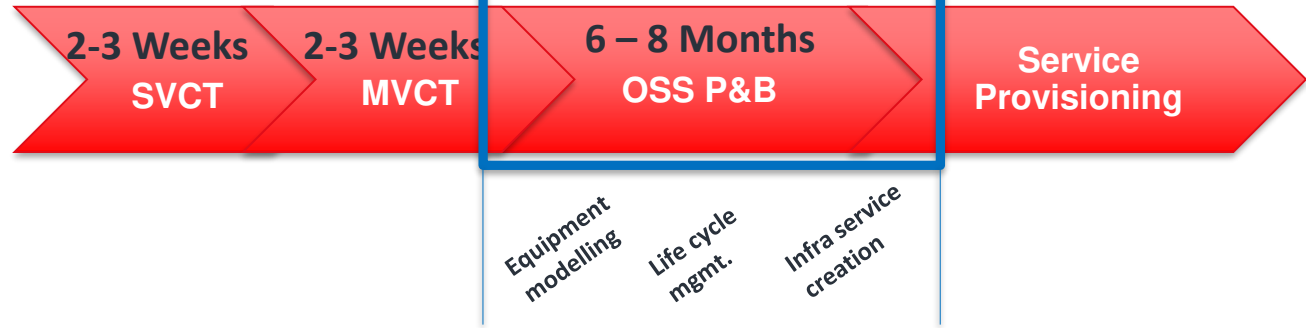 2-3 Weeks
SVCT
2-3 Weeks
MVCT
6 – 8 Months
OSS P&B
Service
Provisioning
Equipment
modelling
Life cycle
mgmt.
Infra service
creation